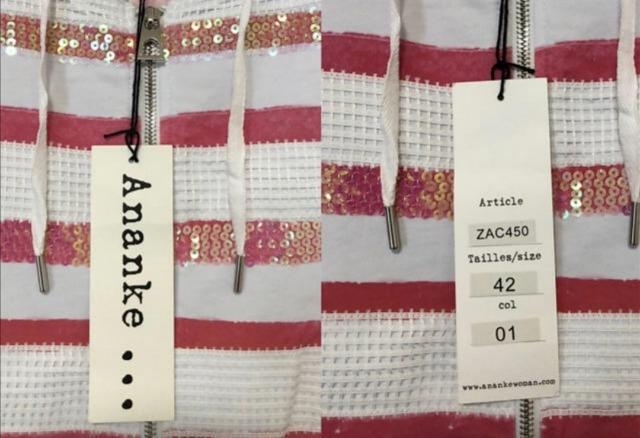 Ananke...
Article
ZAC450
Tailles/size
42
col
01
www.anankewoman.com